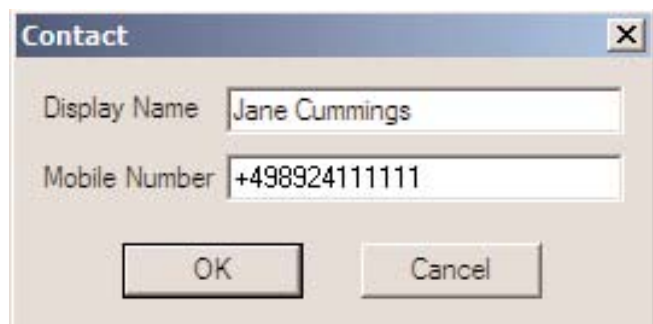 Contact
Display Name Jane Cummings
Mobile Number +498924111111
OK Cancel